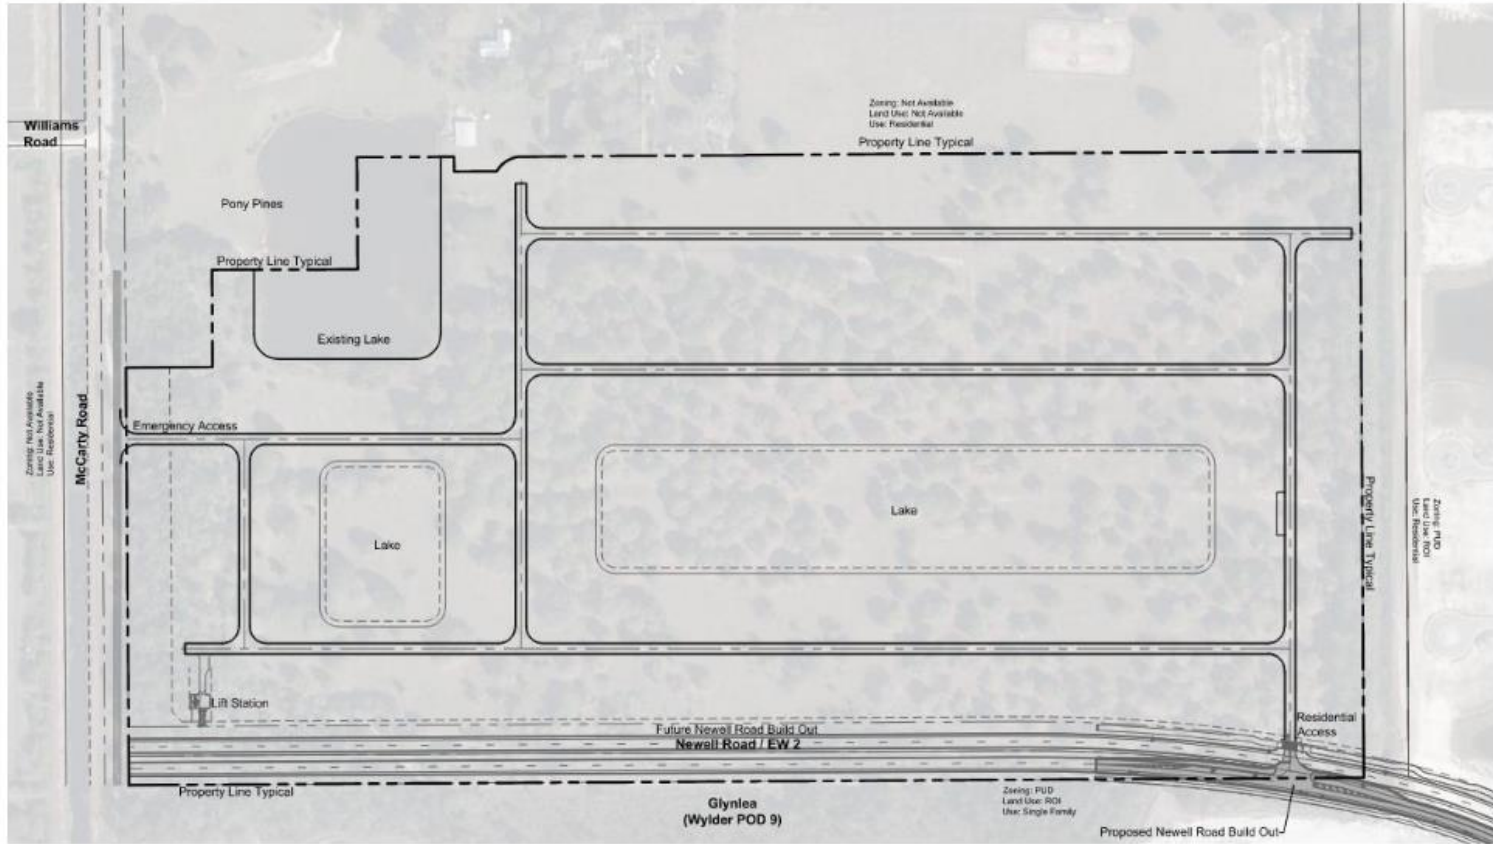 Zoning: Not Available
Land Use: Not Available
Use: Residential
Property Line Typical
Williams
Road
Pony Pines
Property Line Typical
Existing Lake
Zoning: Not Available
Land Use: Not Available
Use: Residential
McCarty Road
Emergency Access
Lake
Lake
Property Line Typical
Zoning: PUD
Land Use: ROI
Use: Residential
Lift Station
Residential
Access
Future Newell Road Build Out
Newell Road / EW 2
Property Line Typical
Glynlea
(Wylder POD 9)
Zoning: PUD
Land Use: ROI
Use: Single Family
Proposed Newell Road Build Out